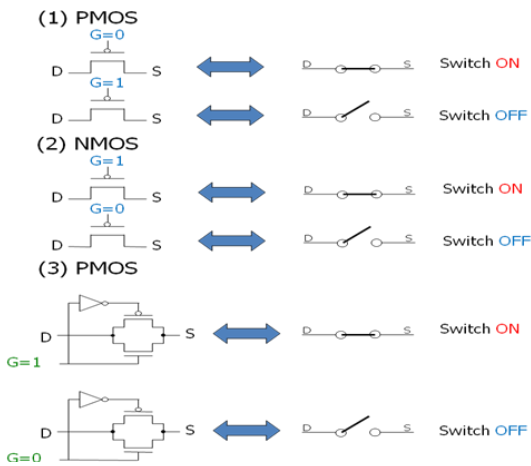 (1) PMOS
G=0
D S D S Switch ON
G=1
D S D S Switch OFF
(2) NMOS
G=1
D S D S Switch ON
G=0
D S D S Switch OFF
(3) PMOS
D S D S Switch ON
G=1
D S D S Switch OFF
G=0